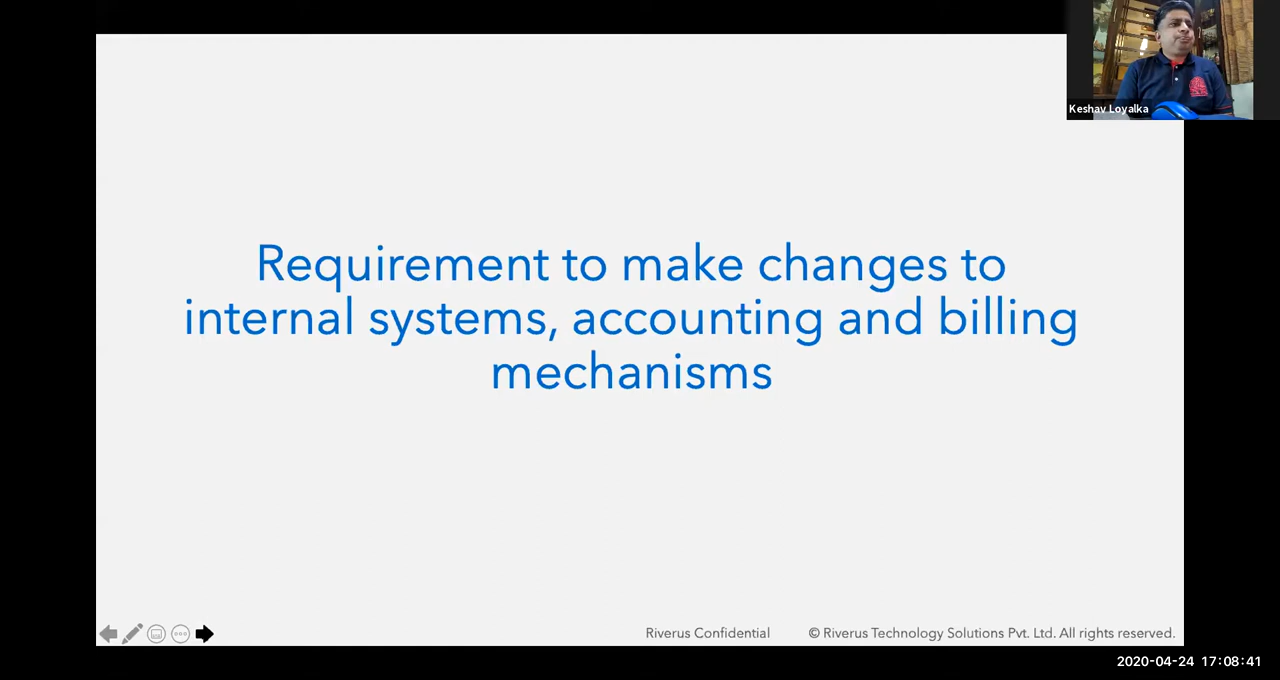 Keshav Loyalka
Requirement to make changes to
internal systems, accounting and billing
mechanisms
Riverus Confidential
© Riverus Technology Solutions Pvt. Ltd. All rights reserved.
2020-04-24 17:08:41